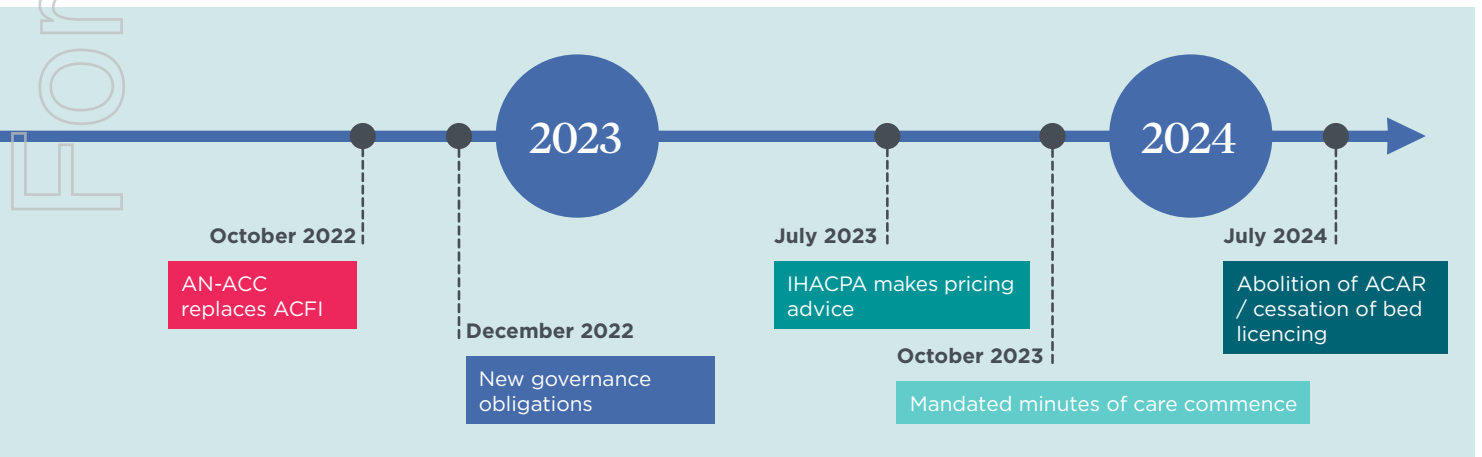 For
2023
2024
October 2022
AN-ACC
replaces ACFI
December 2022
New governance
obligations
July 2023
IHACPA makes pricing
advice
October 2023
Mandated minutes of care commence
July 2024
Abolition of ACAR
/ cessation of bed
licencing